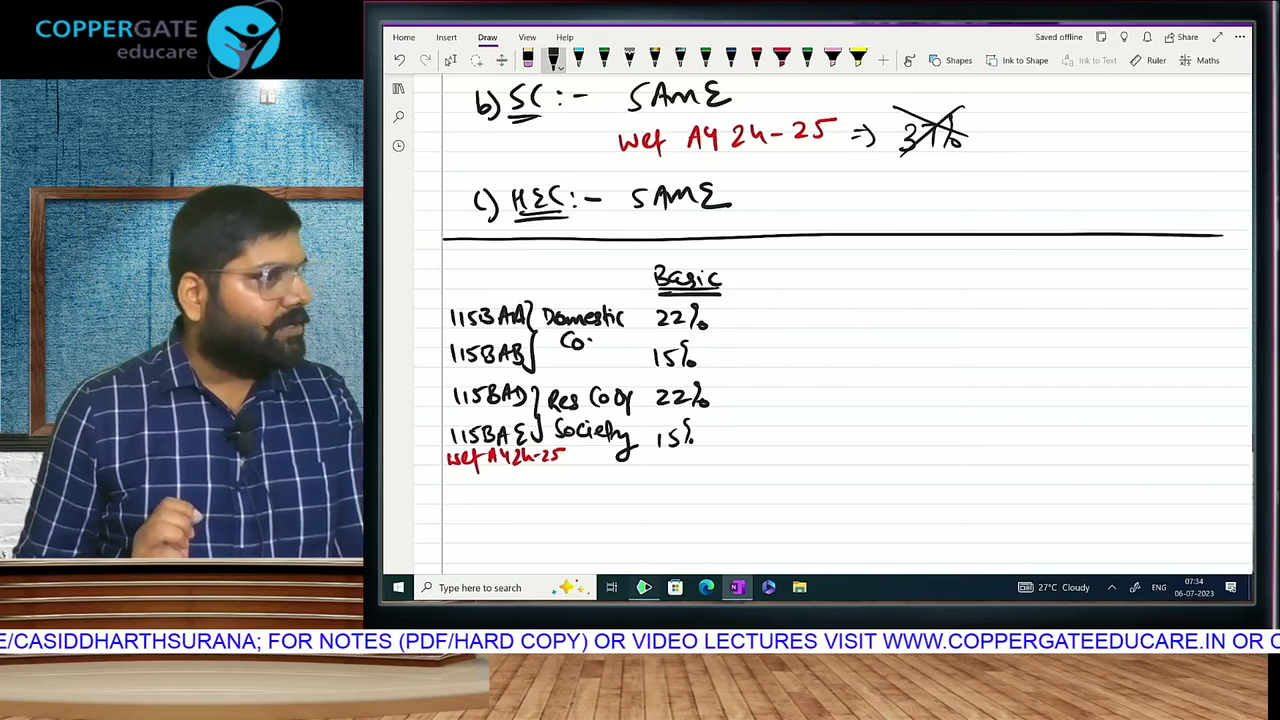 COPPERGATE
educare
Home Insert Draw View Help
Saved offline Share
Shapes Ink to Shape Ink to Text Ruler Maths
b) SC :- SAME
wef AY 24-25 => 37%
c) HEC :- SAME
Basic
115BAA Domestic 22%
Co.
115BAB 15%
115BAD Res CoOp 22%
115BAE Society 15%
wef AY 24-25
Type here to search 27°C Cloudy ENG 07:34
06-07-2023
E/CASIDDHARTHSURANA; FOR NOTES (PDF/HARD COPY) OR VIDEO LECTURES VISIT WWW.COPPERGATEEDUCARE.IN OR C